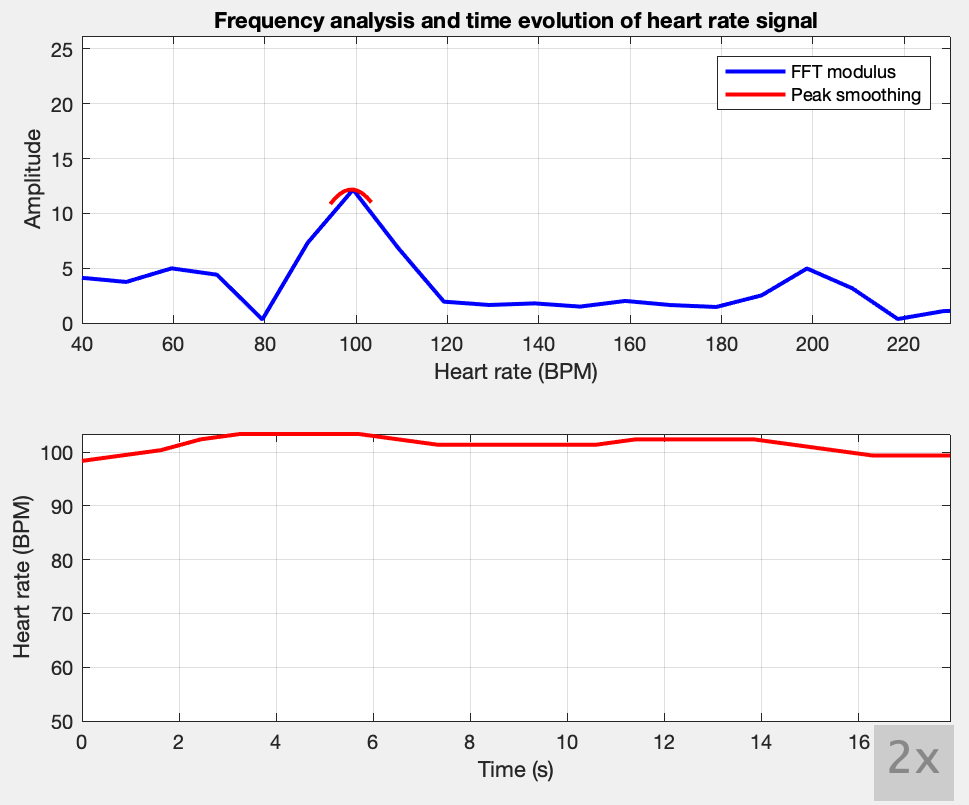 Frequency analysis and time evolution of heart rate signal
25
20
15
10
5
0
Amplitude
FFT modulus
Peak smoothing
40 60 80 100 120 140 160 180 200 220
Heart rate (BPM)
100
90
80
70
60
50
Heart rate (BPM)
0 2 4 6 8 10 12 14 16
Time (s)
2x